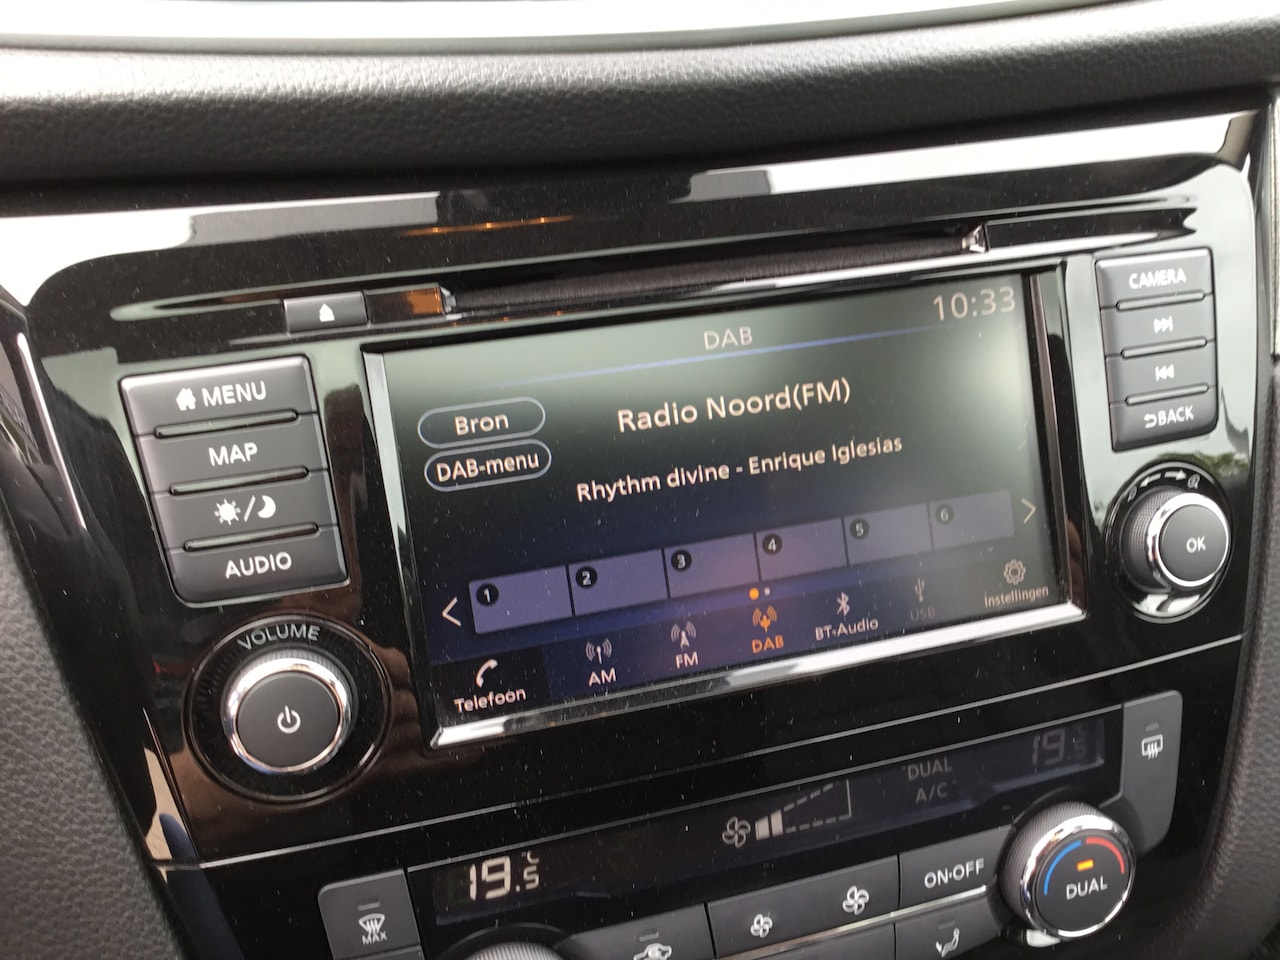 CAMERA
10:33
DAB
MENU
Bron
Radio Noord(FM)
MAP
DAB-menu
Rhythm divine - Enrique Iglesias
BACK
AUDIO
OK
1 2 3 4 5 6
VOLUME
Telefoon
AM
FM
DAB
BT-Audio
USB
instellingen
19.5
DUAL
A/C
19.5 °C
ON·OFF
DUAL
MAX